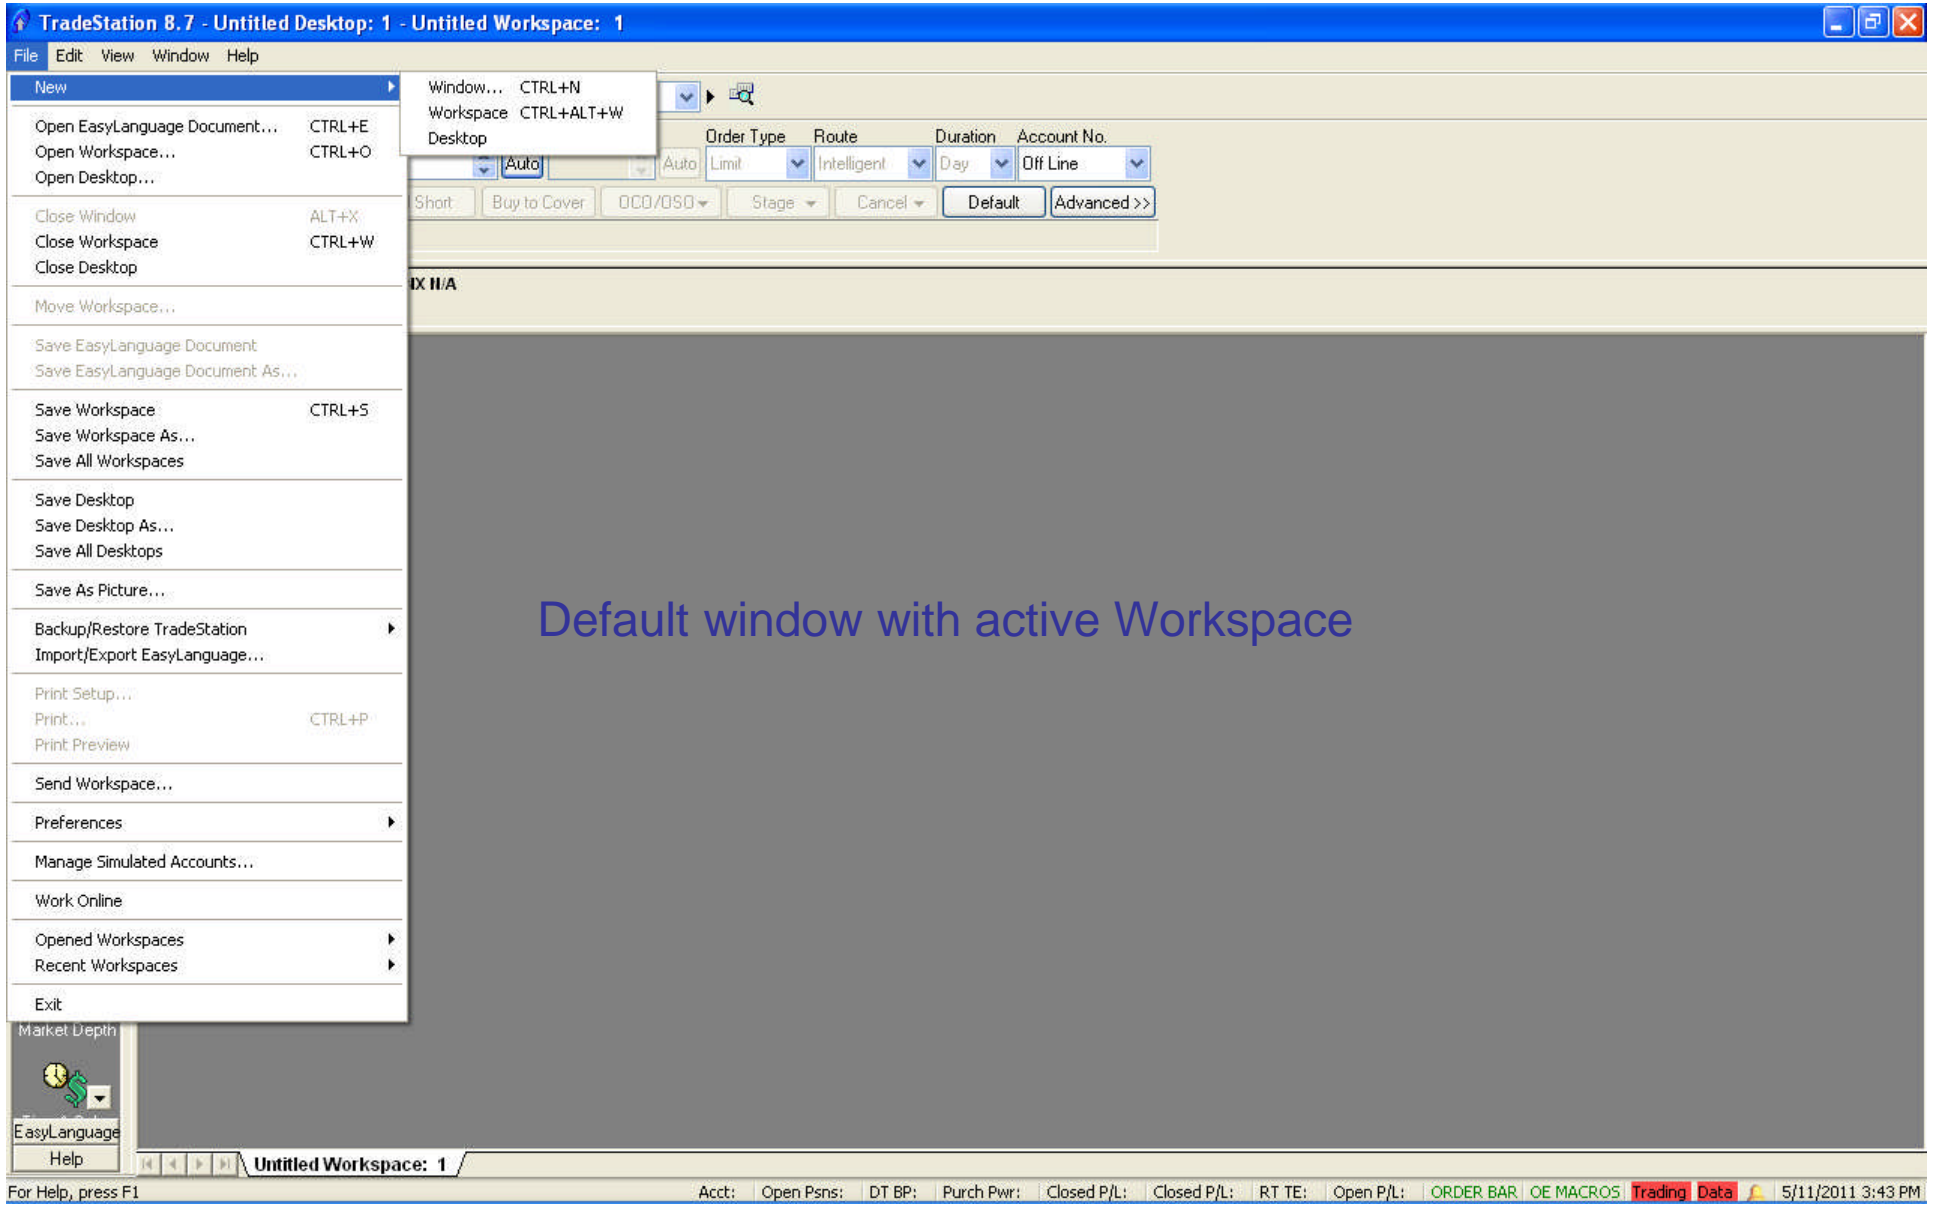 TradeStation 8.7 - Untitled Desktop: 1 - Untitled Workspace: 1
File Edit View Window Help
New
Window... CTRL+N
Workspace CTRL+ALT+W
Desktop
Open EasyLanguage Document... CTRL+E
Open Workspace... CTRL+O
Open Desktop...
Order Type Route Duration Account No.
Auto Auto Limit Intelligent Day Off Line
Short Buy to Cover OCO/OSO Stage Cancel Default Advanced >>
Close Window ALT+X
Close Workspace CTRL+W
Close Desktop
N/A
Move Workspace...
Save EasyLanguage Document
Save EasyLanguage Document As...
Save Workspace CTRL+S
Save Workspace As...
Save All Workspaces
Save Desktop
Save Desktop As...
Save All Desktops
Save As Picture...
Default window with active Workspace
Backup/Restore TradeStation
Import/Export EasyLanguage...
Print Setup...
Print... CTRL+P
Print Preview
Send Workspace...
Preferences
Manage Simulated Accounts...
Work Online
Opened Workspaces
Recent Workspaces
Exit
Market Depth
EasyLanguage
Help
Untitled Workspace: 1
For Help, press F1
Acct: Open Psns: DT BP: Purch Pwr: Closed P/L: Closed P/L: RT TE: Open P/L: ORDER BAR OE MACROS Trading Data 5/11/2011 3:43 PM